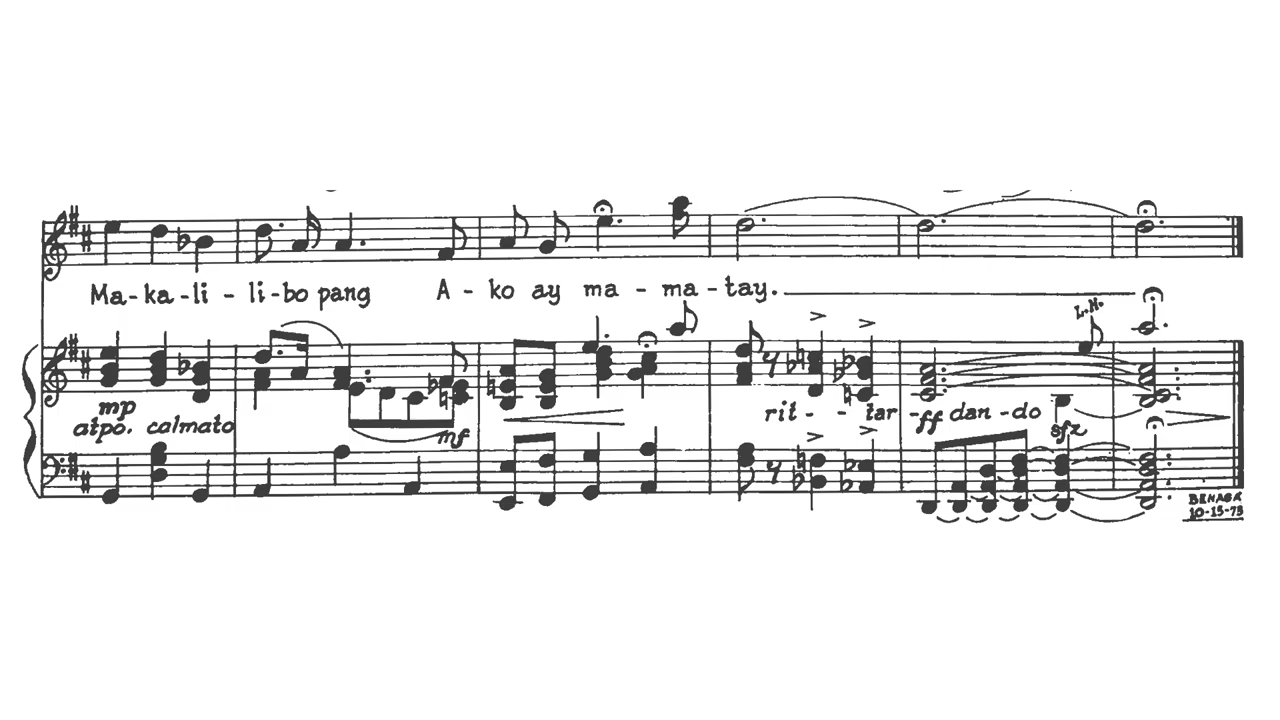 Ma-ka-li - li-bo pang A - ko ay ma - ma-tay.
L.H.
mp
atpo. calmato
mf
rit - - tar - ff dan - do
sfz
BENAGA
10-15-73